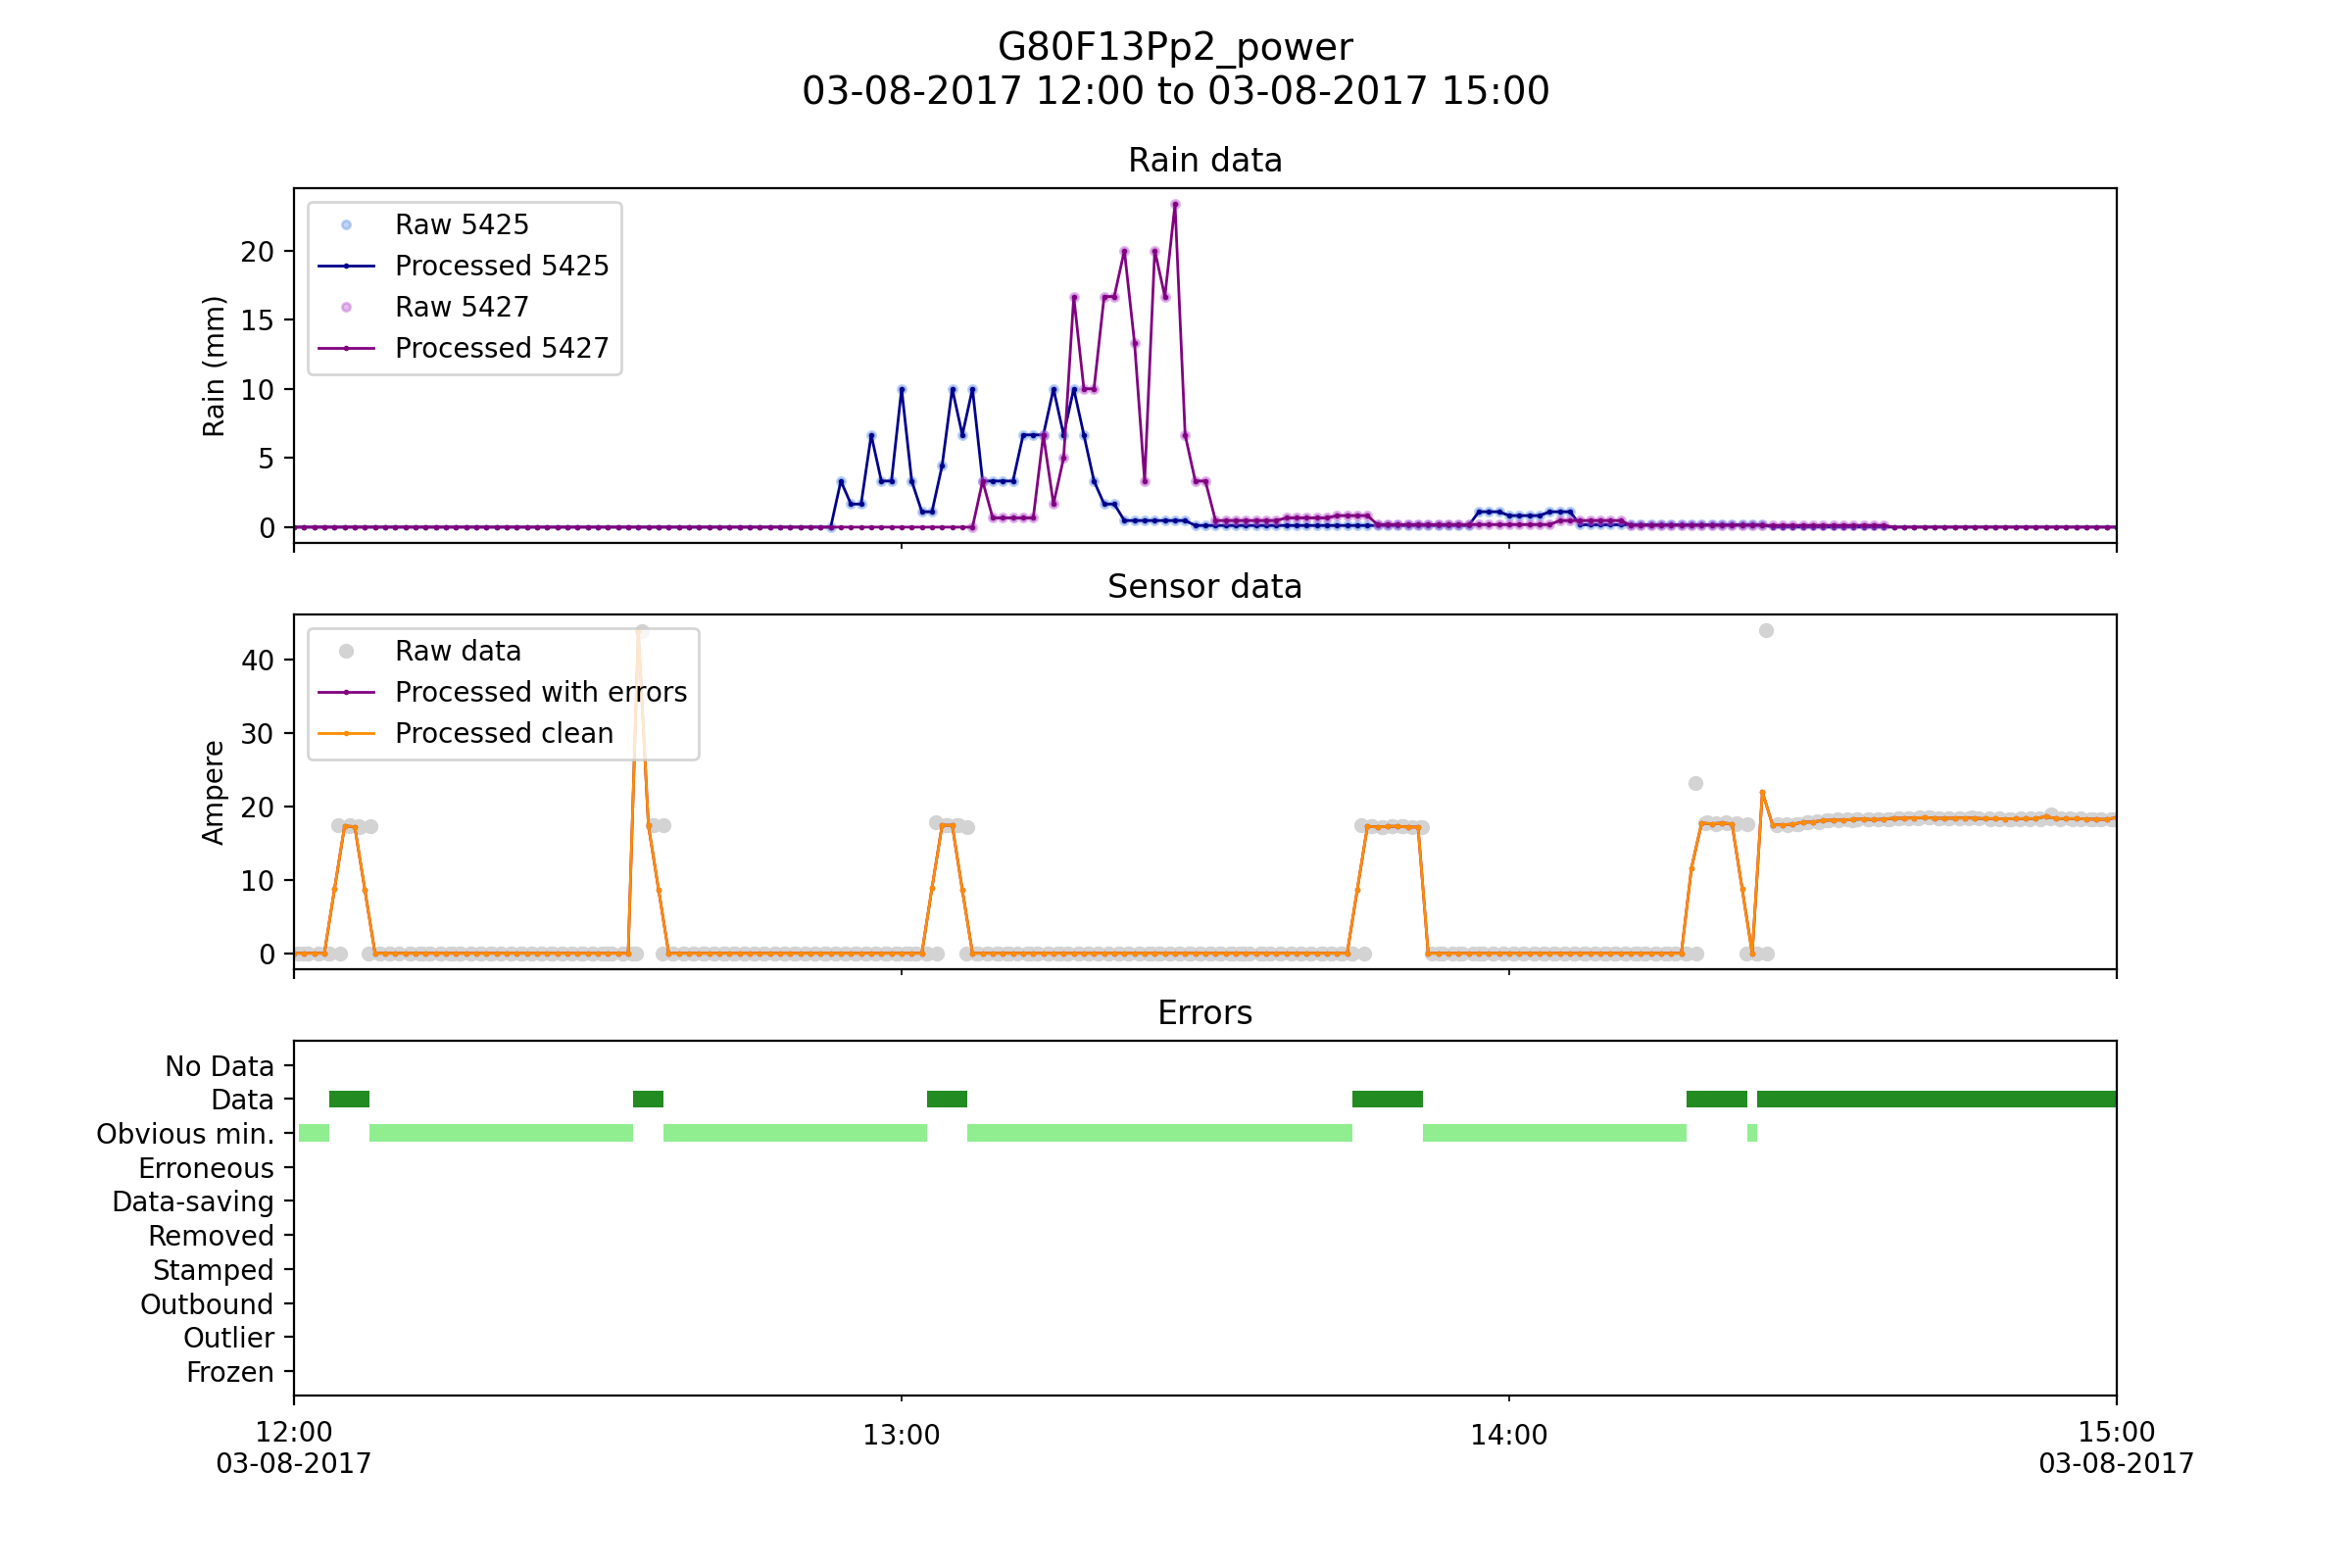 G80F13Pp2_power
03-08-2017 12:00 to 03-08-2017 15:00
Rain data
Rain (mm)
20
15
10
5
0
Raw 5425
Processed 5425
Raw 5427
Processed 5427
Sensor data
Ampere
40
30
20
10
0
Raw data
Processed with errors
Processed clean
Errors
No Data
Data
Obvious min.
Erroneous
Data-saving
Removed
Stamped
Outbound
Outlier
Frozen
12:00
03-08-2017
13:00
14:00
15:00
03-08-2017